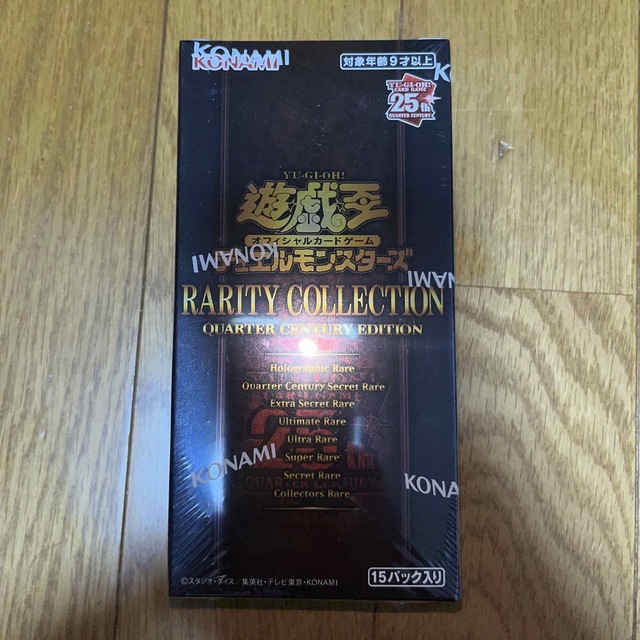 KONAMI
KONAMI
対象年齢9才以上
K
YU-GI-OH!
CARD GAME
25th
QUARTER CENTURY
YU-GI-OH!
遊戯王
オフィシャルカードゲーム
デュエルモンスターズ
KONAMI
KONAMI
RARITY COLLECTION
QUARTER CENTURY EDITION
Holographic Rare
Quarter Century Secret Rare
Extra Secret Rare
Ultimate Rare
Ultra Rare
Super Rare
Secret Rare
Collectors Rare
25th
QUARTER CENTURY
KONAMI
KONA
©スタジオ・ダイス/集英社・テレビ東京・KONAMI
15パック入り